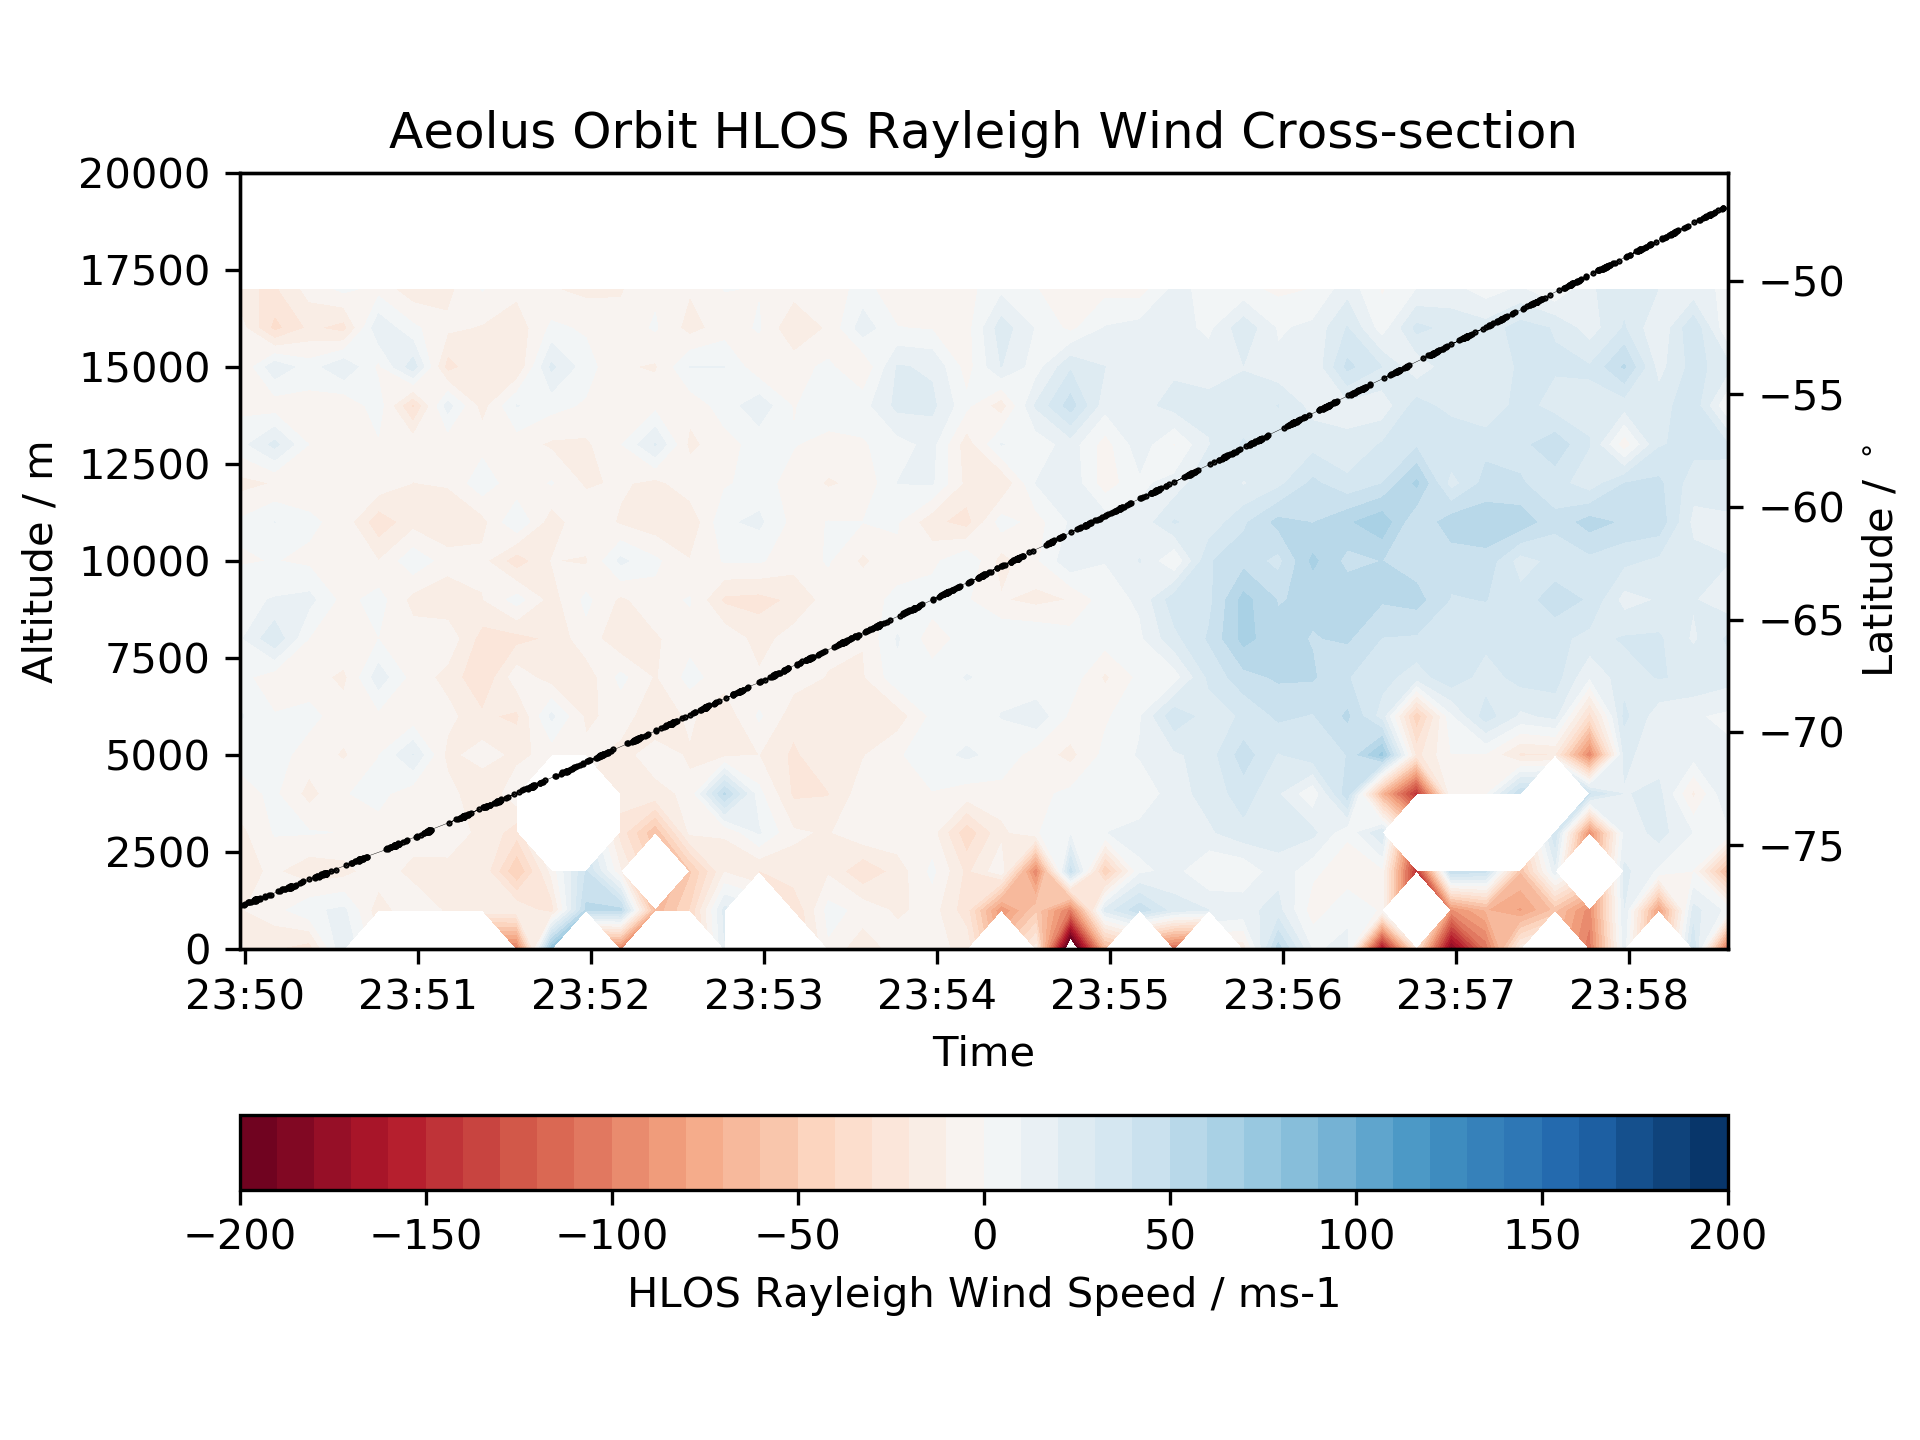 Aeolus Orbit HLOS Rayleigh Wind Cross-section
20000
17500
15000
12500
10000
7500
5000
2500
0
Altitude / m
−50
−55
−60
−65
−70
−75
Latitude / °
23:50 23:51 23:52 23:53 23:54 23:55 23:56 23:57 23:58
Time
−200 −150 −100 −50 0 50 100 150 200
HLOS Rayleigh Wind Speed / ms-1